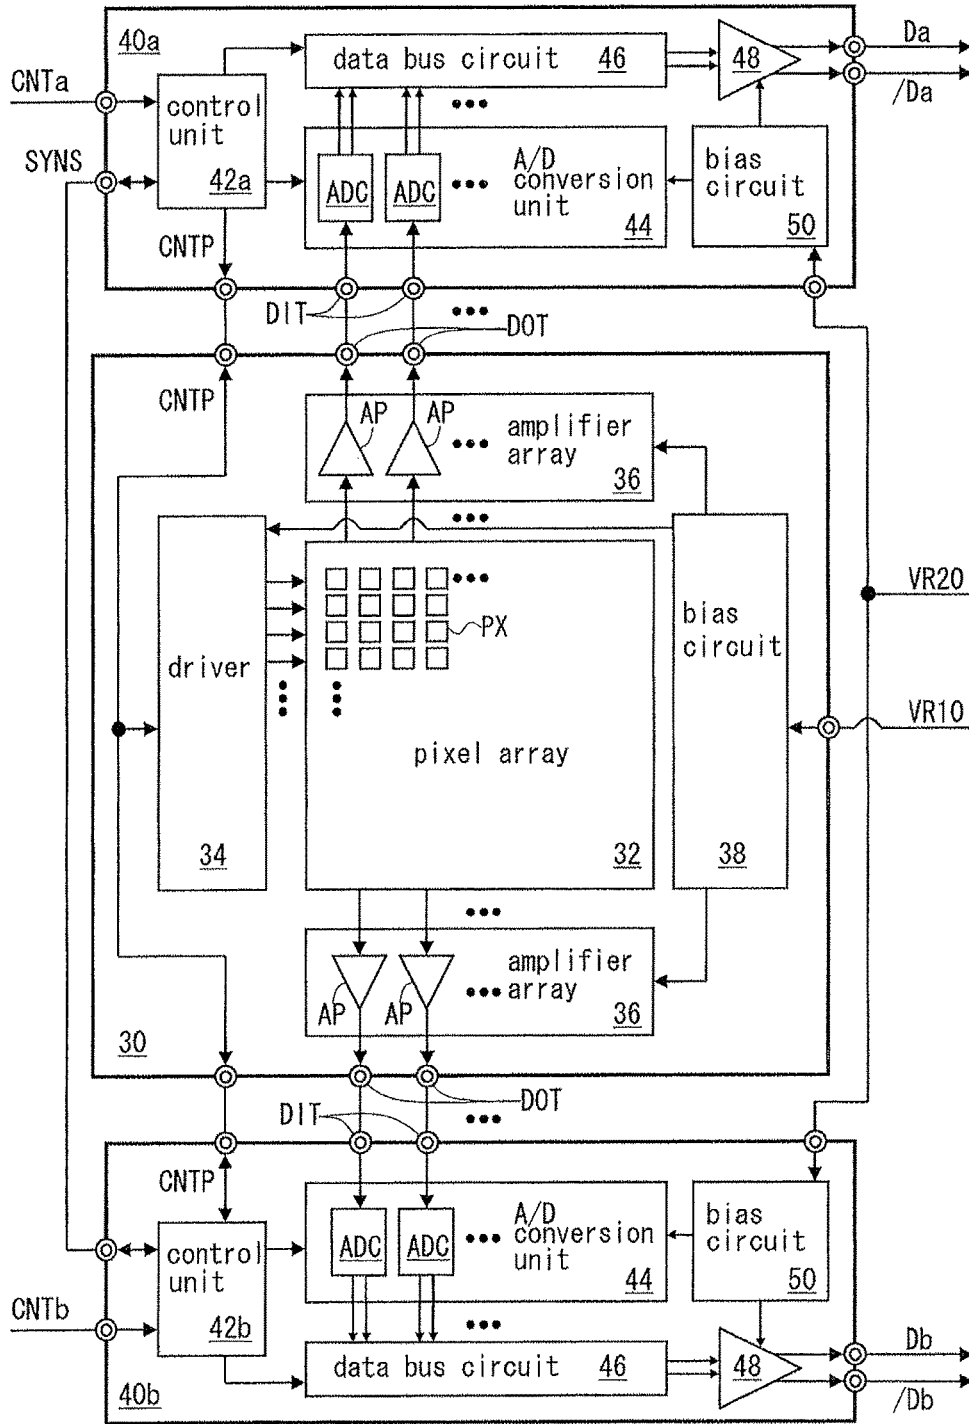 40a
data bus circuit 46
48
Da
/Da
CNTa
control
unit
42a
SYNS
ADC
ADC
A/D
conversion
unit
44
bias
circuit
50
CNTP
DIT
DOT
CNTP
AP
AP
amplifier
array
36
VR20
PX
bias
circuit
driver
VR10
pixel array
34
32
38
amplifier
array
AP
AP
36
30
DIT
DOT
CNTP
A/D
conversion
unit
44
bias
circuit
50
control
unit
42b
ADC
ADC
CNTb
data bus circuit 46
48
Db
/Db
40b